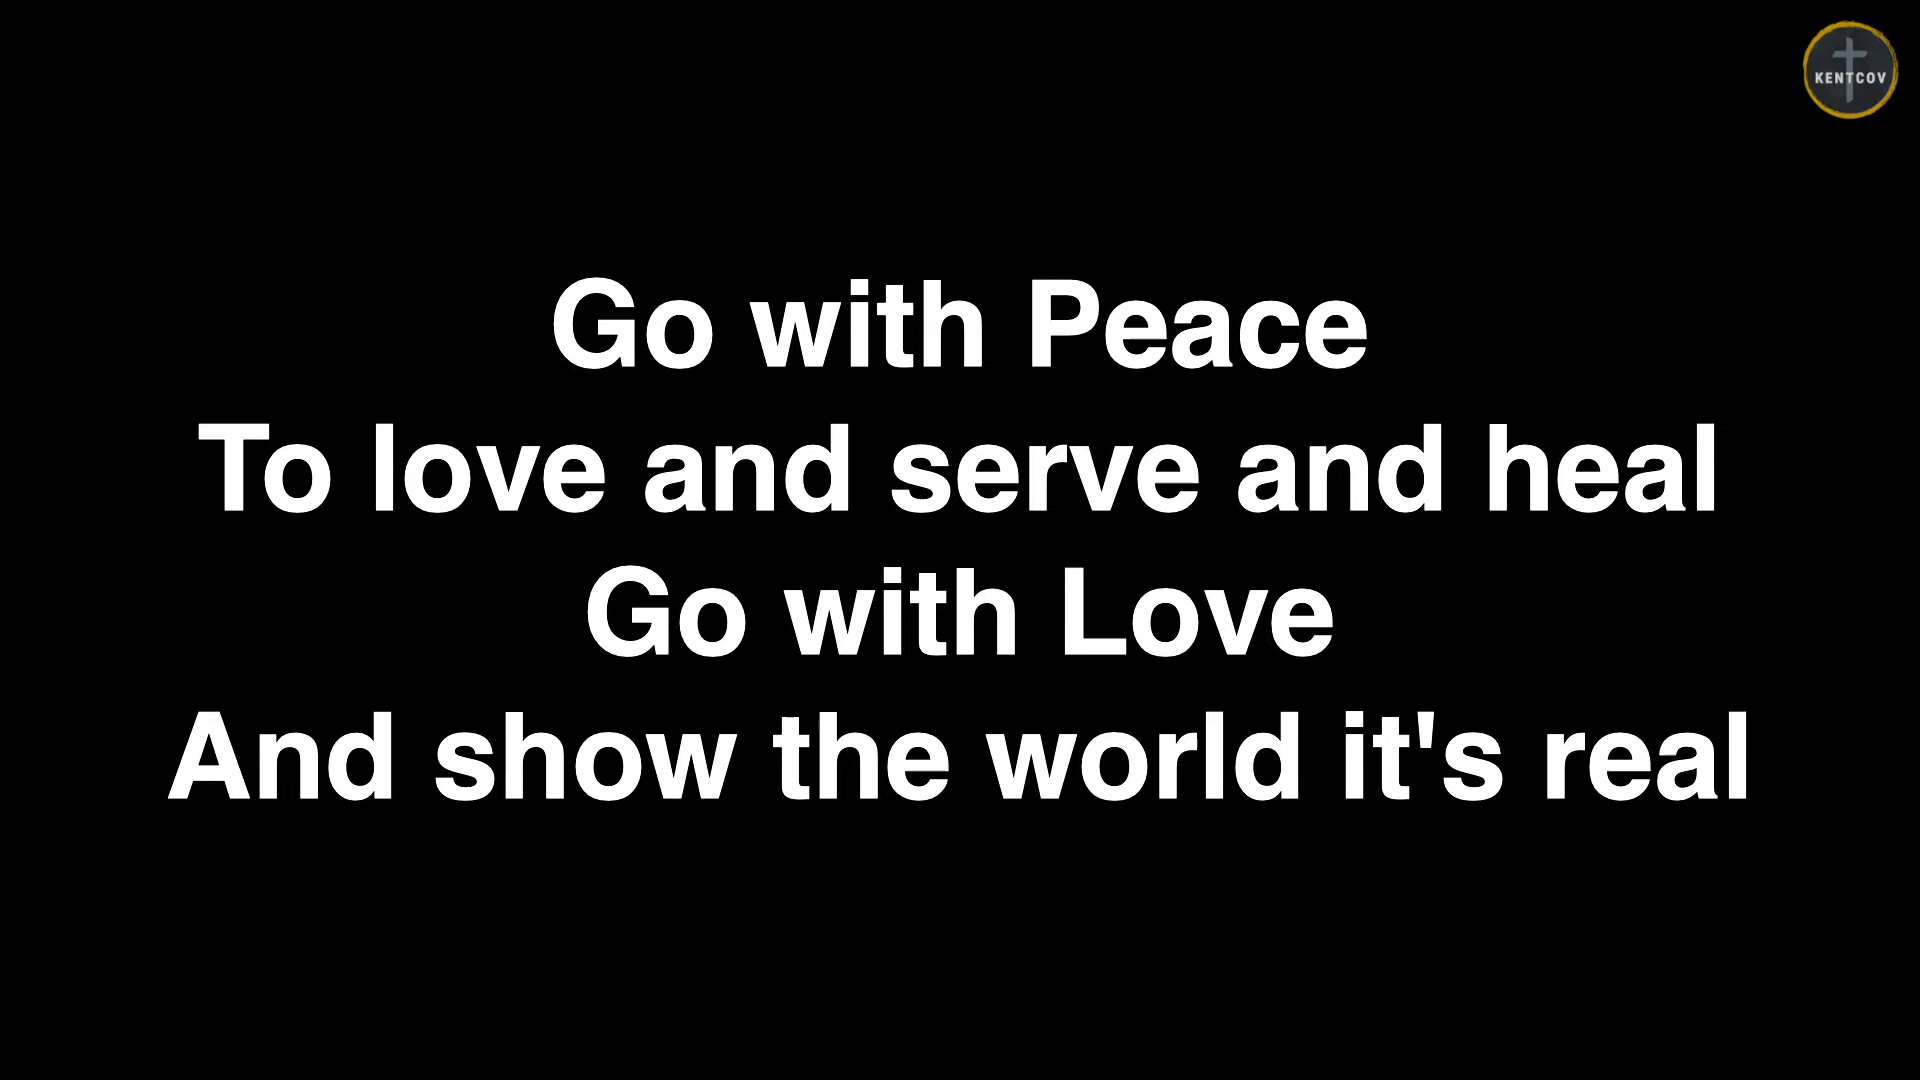 KENTCOV
Go with Peace
To love and serve and heal
Go with Love
And show the world it's real